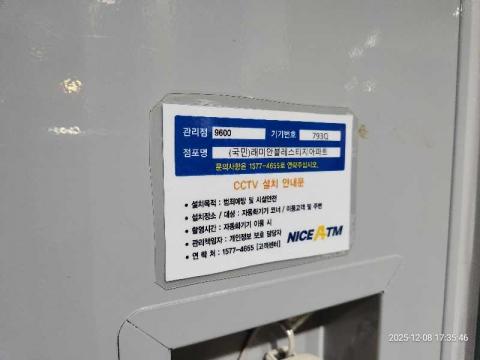 관리점 9600 기기번호 793Q
점포명 (국민)래미안블레스티지아파트
문의사항은 1577-4655로 연락주십시오.
CCTV 설치 안내문
• 설치목적 : 범죄예방 및 시설안전
• 설치장소 / 대상 : 자동화기기 코너 / 이용고객 및 주변
• 촬영시간 : 자동화기기 이용 시
• 관리책임자 : 개인정보 보호 담당자
• 연 락 처 : 1577-4655 [고객센터]
NICE ATM
2025-12-08 17:35:46